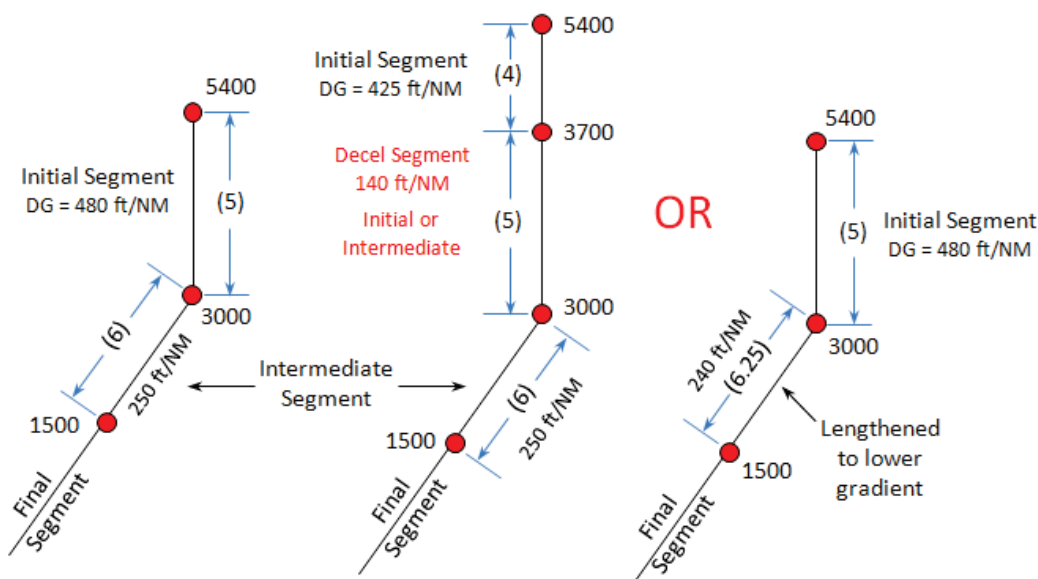 5400
Initial Segment
DG = 480 ft/NM
(5)
3000
(6)
250 ft/NM
1500
Final
Segment
Intermediate
Segment
5400
Initial Segment
DG = 425 ft/NM
(4)
3700
Decel Segment
140 ft/NM
Initial or
Intermediate
(5)
3000
(6)
250 ft/NM
1500
Final
Segment
OR
5400
Initial Segment
DG = 480 ft/NM
(5)
3000
240 ft/NM
(6.25)
1500
Lengthened
to lower
gradient
Final
Segment